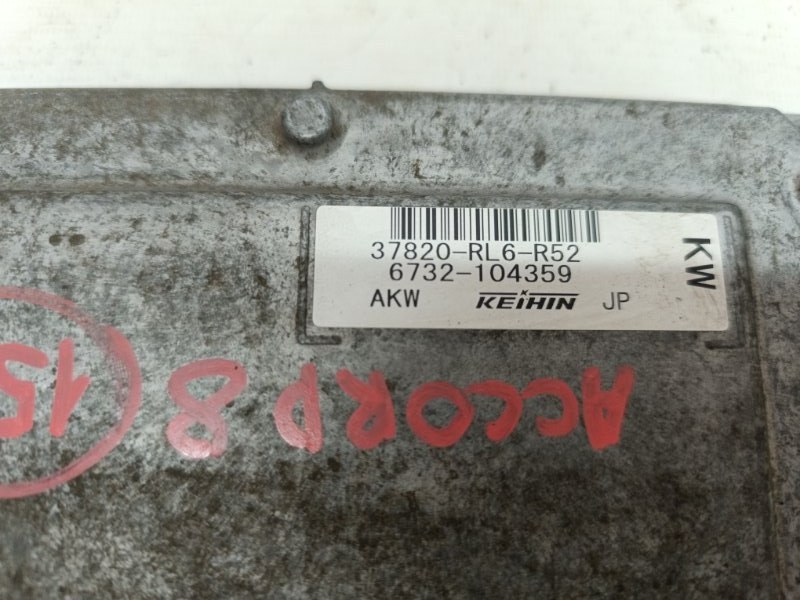 37820-RL6-R52
6732-104359
AKW KEIHIN JP
KW
ACCORD 8
15